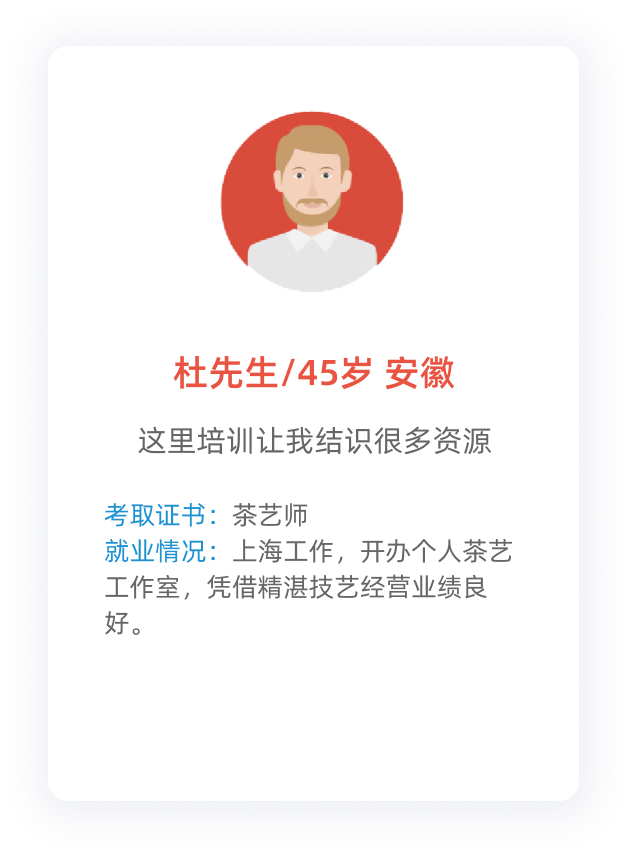 杜先生/45岁 安徽
这里培训让我结识很多资源
考取证书：茶艺师
就业情况：上海工作，开办个人茶艺
工作室，凭借精湛技艺经营业绩良
好。